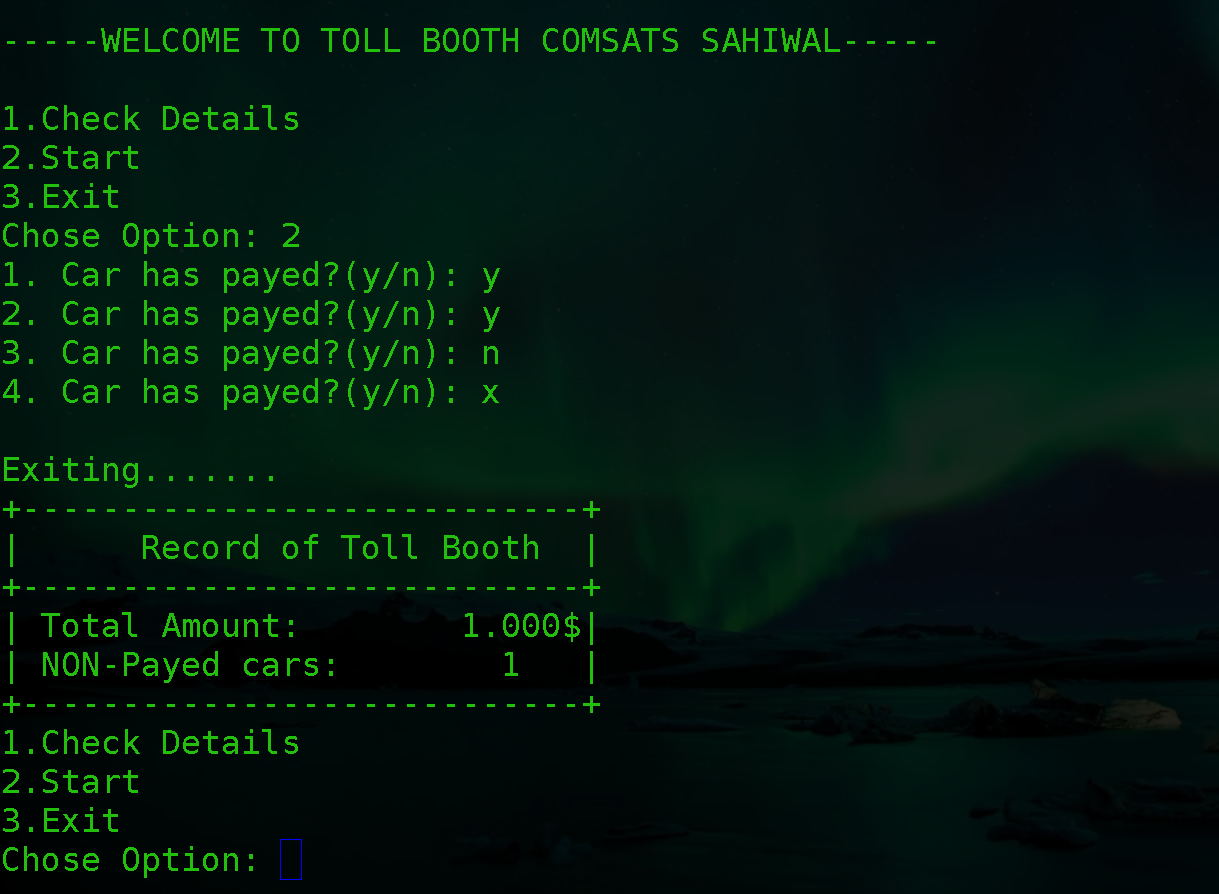 -----WELCOME TO TOLL BOOTH COMSATS SAHIWAL-----
1.Check Details
2.Start
3.Exit
Chose Option: 2
1. Car has payed?(y/n): y
2. Car has payed?(y/n): y
3. Car has payed?(y/n): n
4. Car has payed?(y/n): x
Exiting.......
+----------------------------+
|      Record of Toll Booth  |
+----------------------------+
| Total Amount:        1.000$|
| NON-Payed cars:        1   |
+----------------------------+
1.Check Details
2.Start
3.Exit
Chose Option: